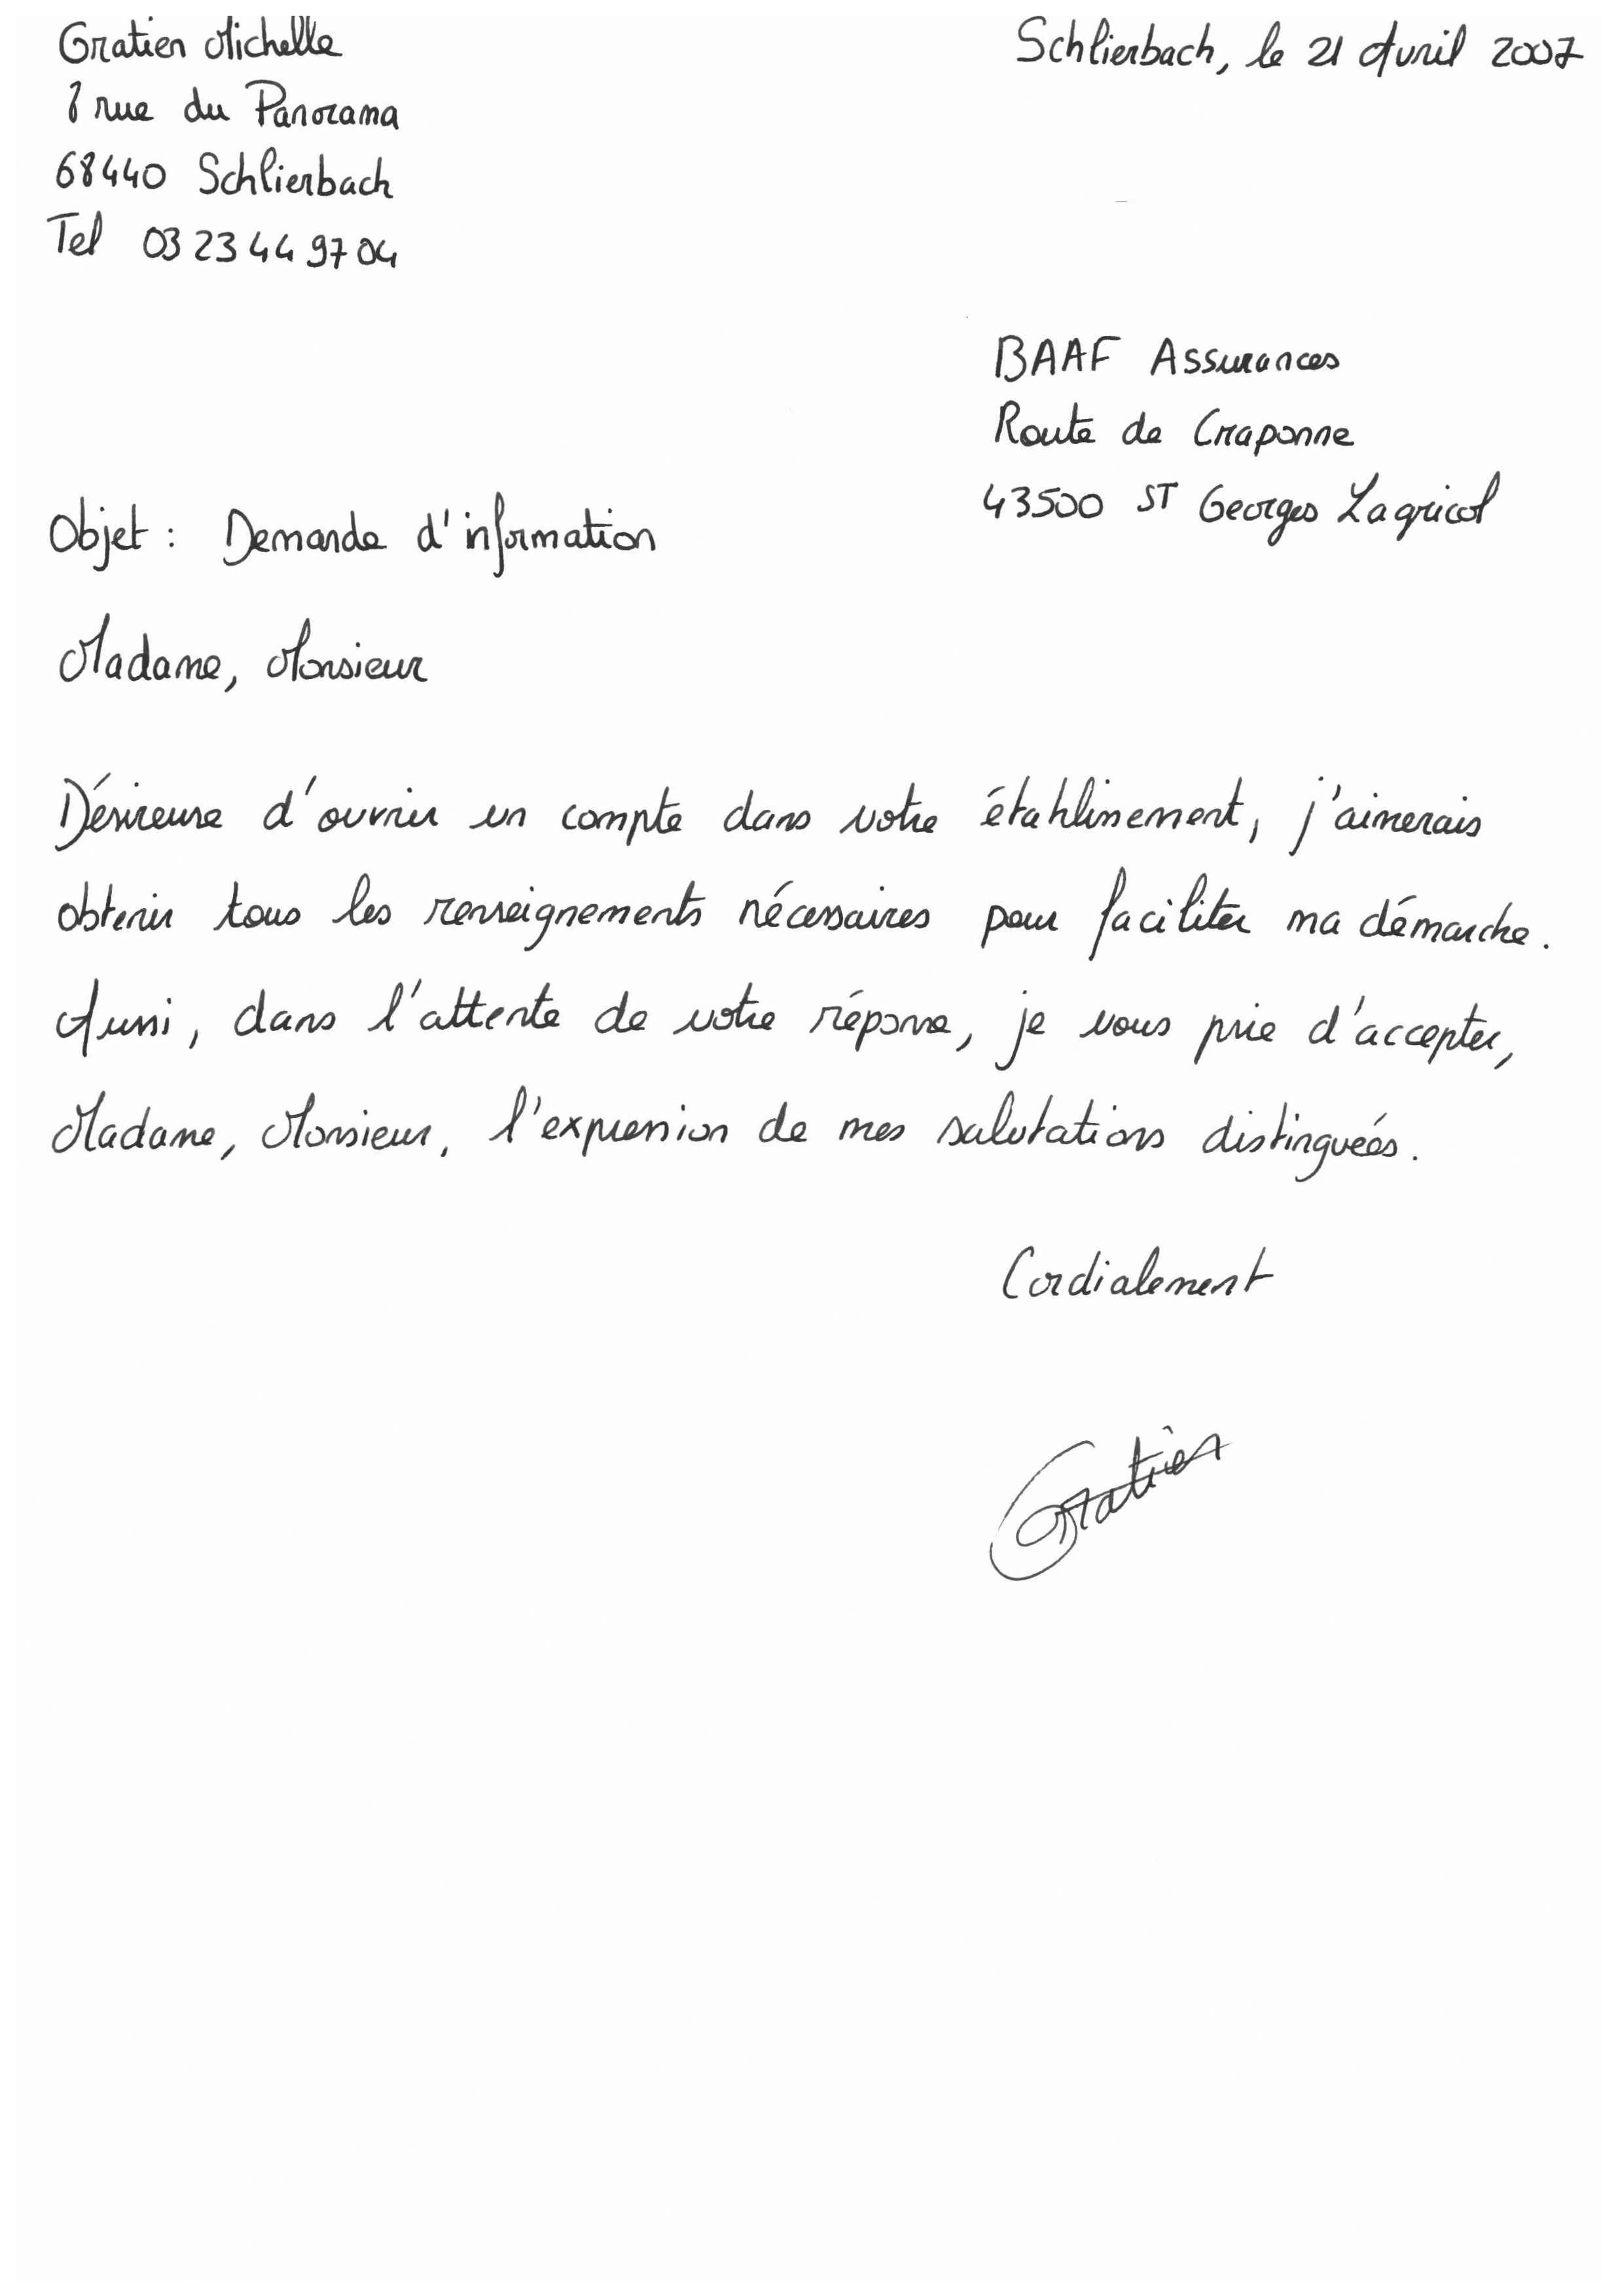 Gratien Michelle
8 rue du Panorama
68440 Schlierbach
Tel 03 23 44 97 04
Schlierbach, le 21 Avril 2007
BAAF Assurances
Route de Craponne
43500 ST Georges Lagricol
Objet : Demande d'information
Madame, Monsieur
Désireuse d'ouvrir un compte dans votre établissement, j'aimerais
obtenir tous les renseignements nécessaires pour faciliter ma démarche.
Aussi, dans l'attente de votre réponse, je vous prie d'accepter,
Madame, Monsieur, l'expression de mes salutations distinguées.
Cordialement
Gratien